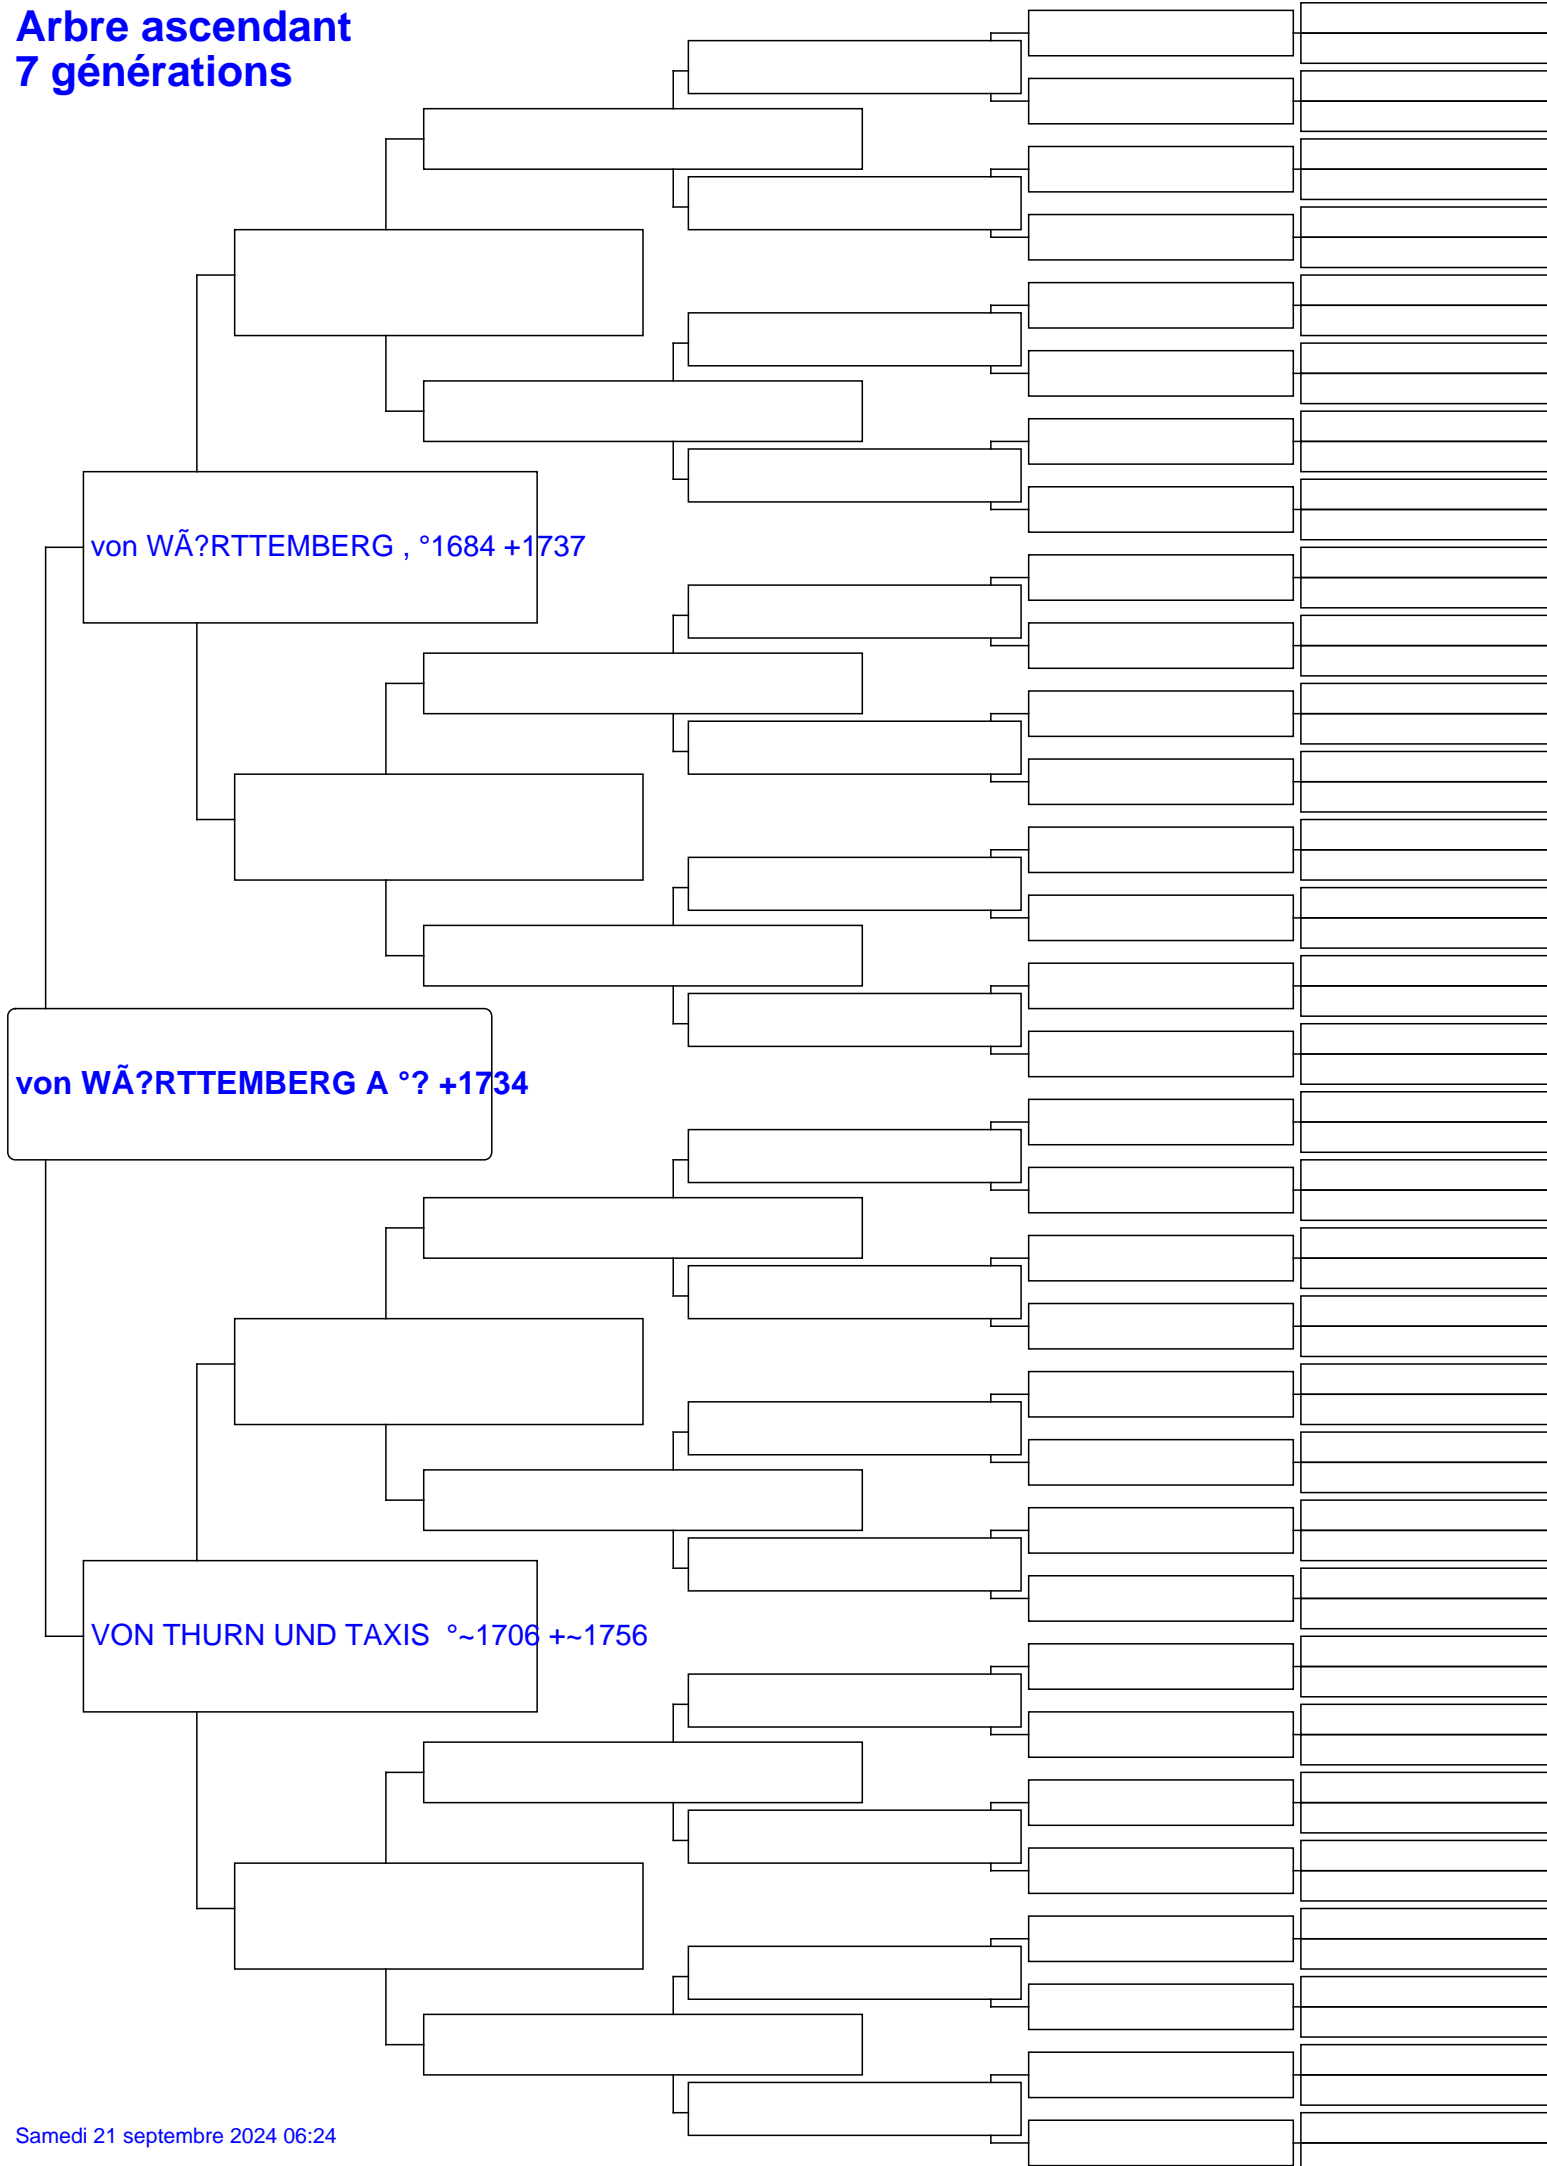 Arbre ascendant
7 générations
von WÃ?RTTEMBERG , °1684 +1737
von WÃ?RTTEMBERG A °? +1734
VON THURN UND TAXIS  °~1706 +~1756
Samedi 21 septembre 2024 06:24